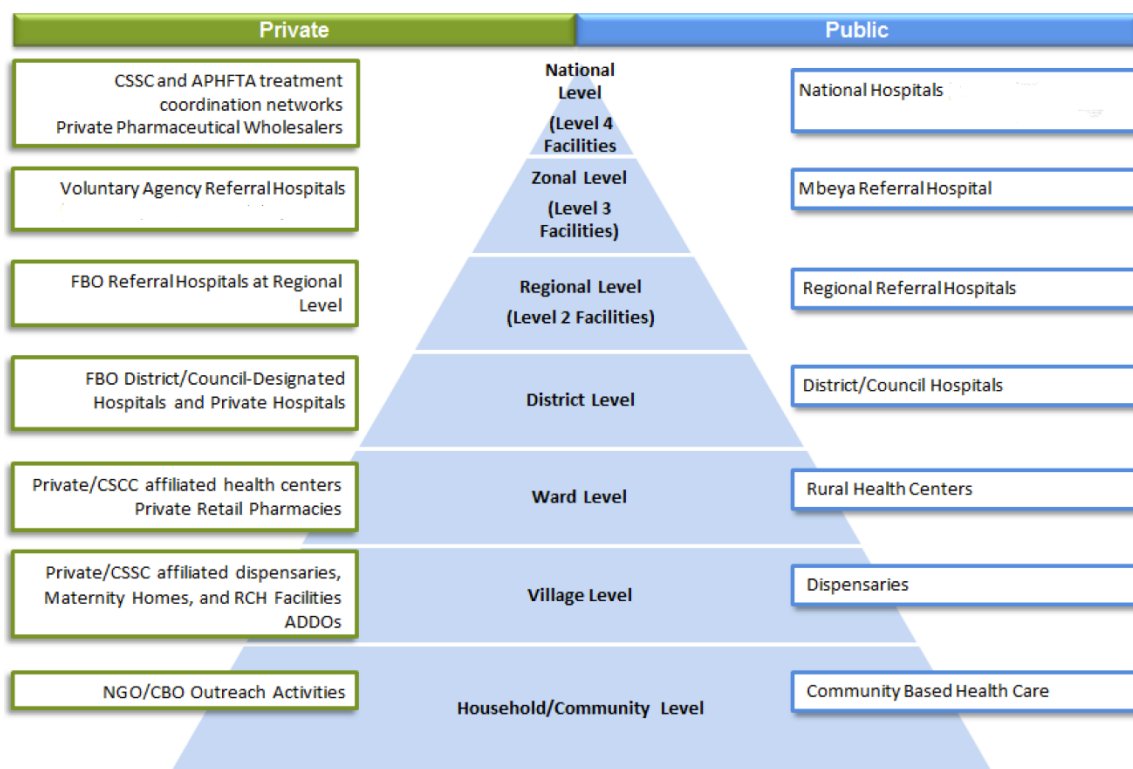 Private
Public
CSSC and APHFTA treatment
coordination networks
Private Pharmaceutical Wholesalers
National
Level
(Level 4
Facilities
National Hospitals
Voluntary Agency Referral Hospitals
Zonal Level
(Level 3
Facilities)
Mbeya Referral Hospital
FBO Referral Hospitals at Regional
Level
Regional Level
(Level 2 Facilities)
Regional Referral Hospitals
FBO District/Council-Designated
Hospitals and Private Hospitals
District Level
District/Council Hospitals
Private/CSCC affiliated health centers
Private Retail Pharmacies
Ward Level
Rural Health Centers
Private/CSSC affiliated dispensaries,
Maternity Homes, and RCH Facilities
ADDOs
Village Level
Dispensaries
NGO/CBO Outreach Activities
Household/Community Level
Community Based Health Care